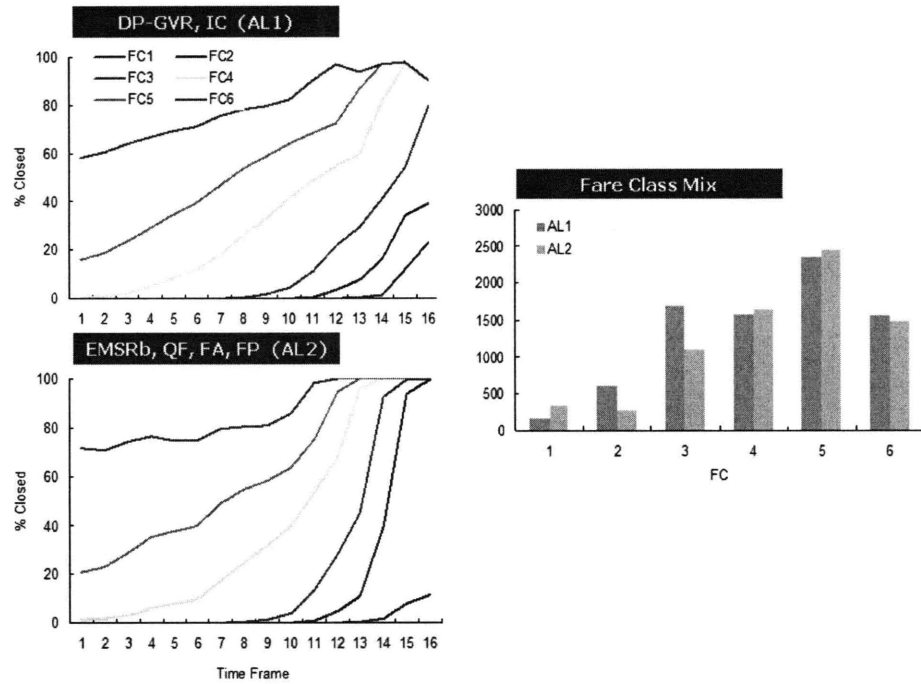 DP-GVR, IC (AL1)
FC1 FC2
FC3 FC4
FC5 FC6
100
80
60
40
20
0
% Closed
1 2 3 4 5 6 7 8 9 10 11 12 13 14 15 16
EMSRb, QF, FA, FP (AL2)
100
80
60
40
20
0
% Closed
1 2 3 4 5 6 7 8 9 10 11 12 13 14 15 16
Time Frame
Fare Class Mix
3000
2500
2000
1500
1000
500
0
AL1
AL2
1 2 3 4 5 6
FC